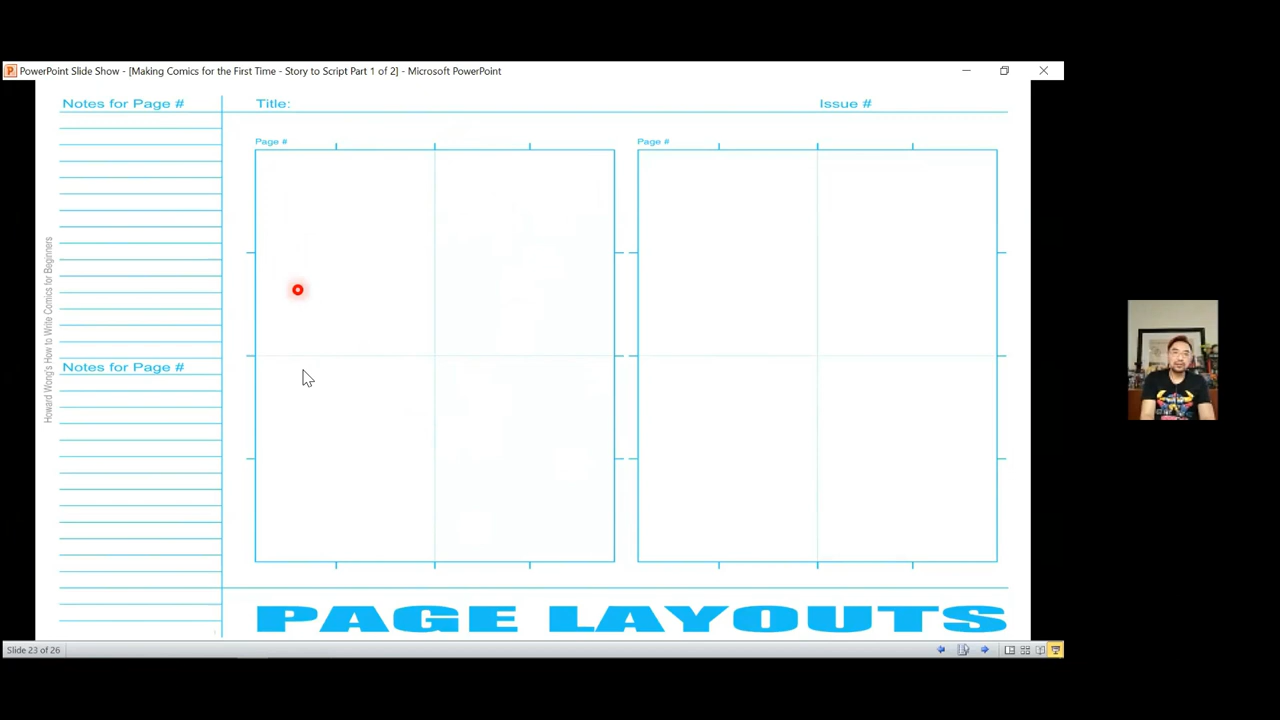 PowerPoint Slide Show - [Making Comics for the First Time - Story to Script Part 1 of 2] - Microsoft PowerPoint
Notes for Page #
Title:
Issue #
Page #
Page #
Howard Wong's How to Write Comics for Beginners
Notes for Page #
1
PAGE LAYOUTS
Slide 23 of 26